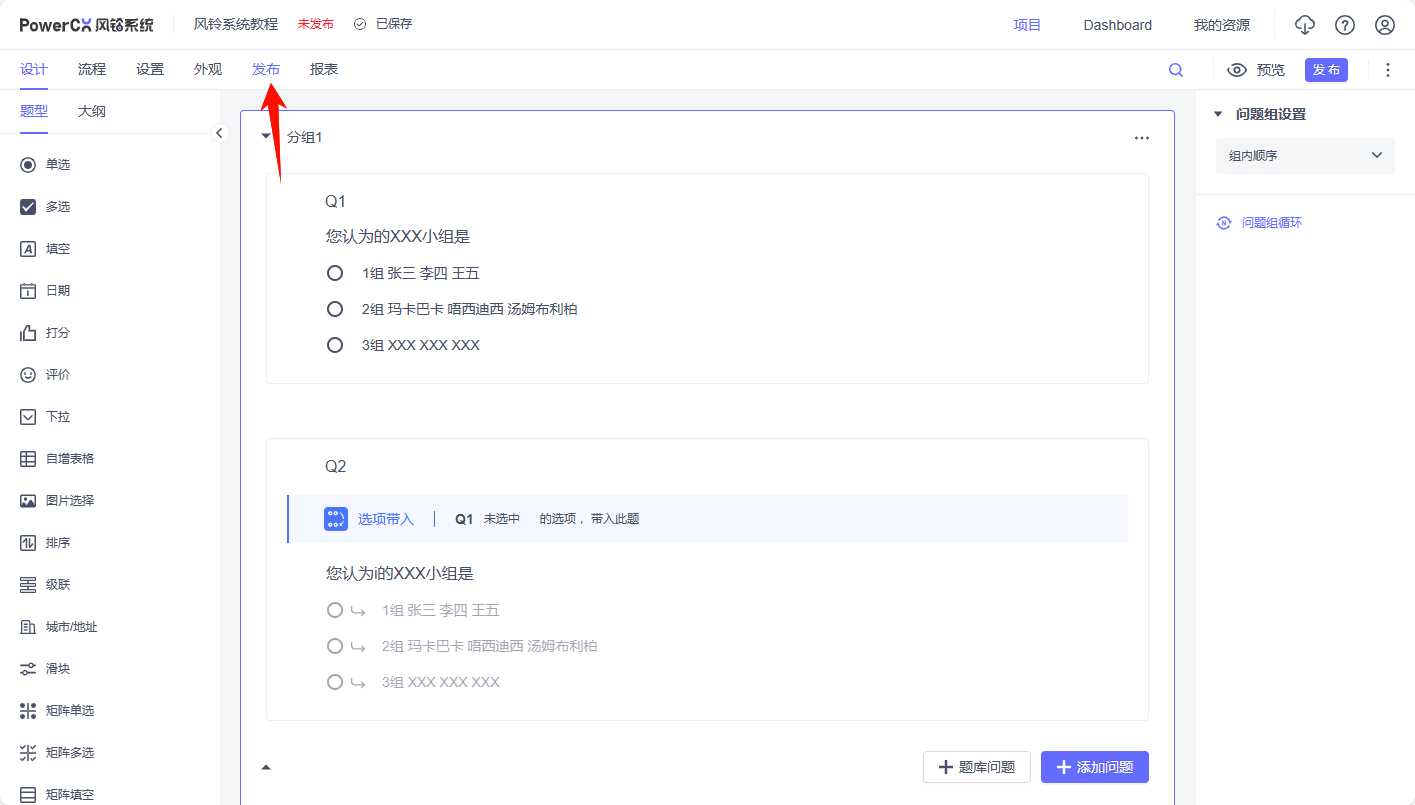 PowerCX 风铃系统 风铃系统教程 未发布 已保存 项目 Dashboard 我的资源
设计 流程 设置 外观 发布 报表 预览 发布
题型 大纲
单选
多选
填空
日期
打分
评价
下拉
自增表格
图片选择
排序
级联
城市/地址
滑块
矩阵单选
矩阵多选
矩阵填空
分组1
Q1
您认为的XXX小组是
1组 张三 李四 王五
2组 玛卡巴卡 唔西迪西 汤姆布利柏
3组 XXX XXX XXX
Q2
选项带入 Q1 未选中 的选项 , 带入此题
您认为i的XXX小组是
1组 张三 李四 王五
2组 玛卡巴卡 唔西迪西 汤姆布利柏
3组 XXX XXX XXX
题库问题 添加问题
问题组设置
组内顺序
问题组循环